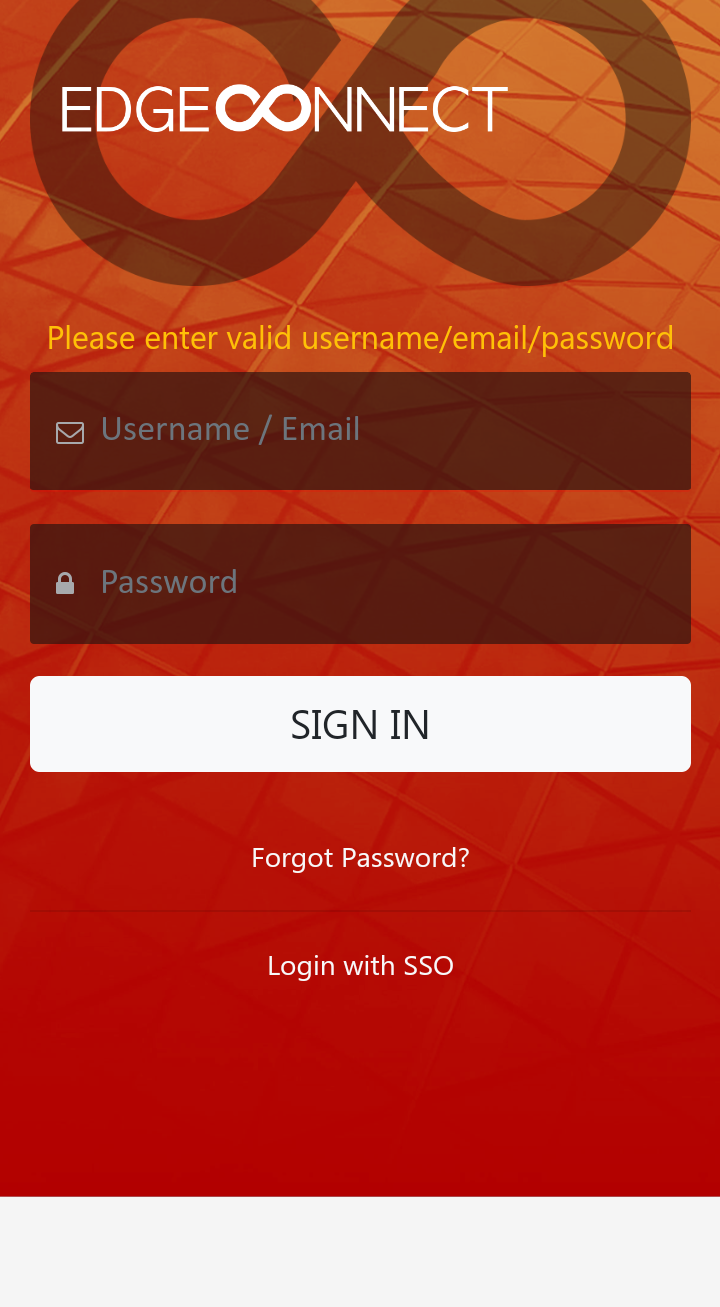 EDGECONNECT
Please enter valid username/email/password
Username / Email
Password
SIGN IN
Forgot Password?
Login with SSO